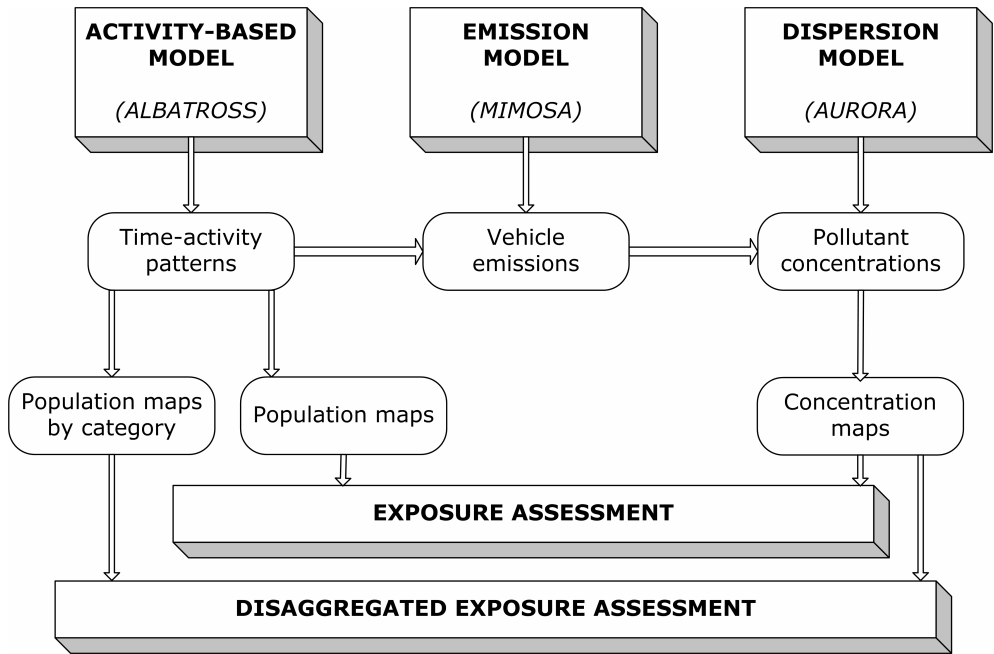 ACTIVITY-BASED
MODEL
(ALBATROSS)
EMISSION
MODEL
(MIMOSA)
DISPERSION
MODEL
(AURORA)
Time-activity
patterns
Vehicle
emissions
Pollutant
concentrations
Population maps
by category
Population maps
Concentration
maps
EXPOSURE ASSESSMENT
DISAGGREGATED EXPOSURE ASSESSMENT